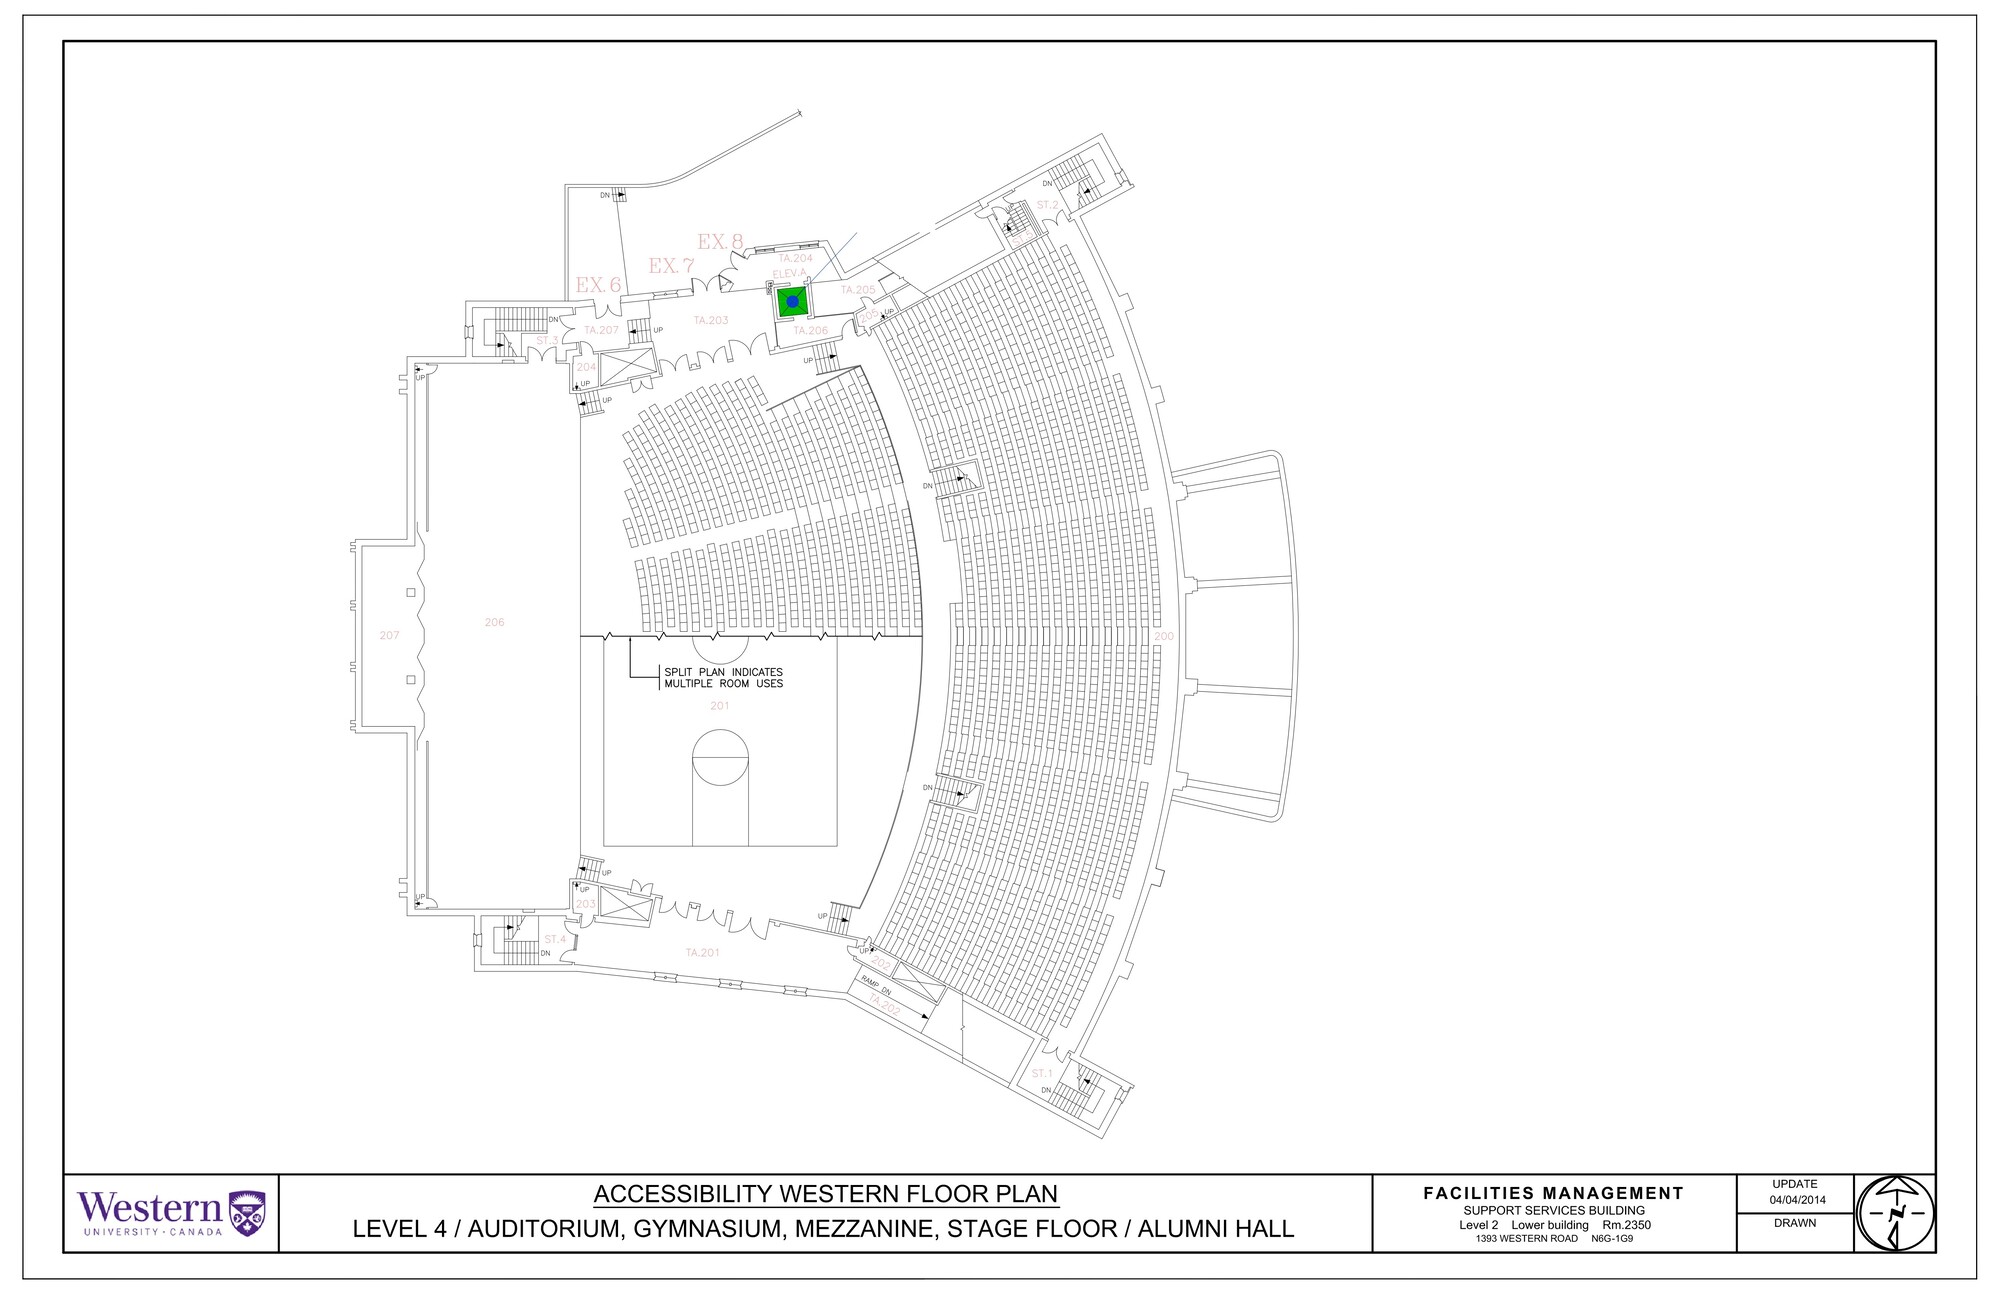 DN
DN
ST.2
EX.8
TA.204
EX.7
ELEV.A
EX.6
TA.205
DN
TA.207
UP
TA.203
205
UP
TA.206
ST.3
UP
204
UP
UP
UP
DN
206
207
200
SPLIT PLAN INDICATES
MULTIPLE ROOM USES
201
DN
UP
UP
UP
203
UP
ST.4
DN
TA.201
UP
202
RAMP DN
TA.202
ST.1
DN
Western
UNIVERSITY · CANADA
ACCESSIBILITY WESTERN FLOOR PLAN
LEVEL 4 / AUDITORIUM, GYMNASIUM, MEZZANINE, STAGE FLOOR / ALUMNI HALL
FACILITIES MANAGEMENT
SUPPORT SERVICES BUILDING
Level 2 Lower building Rm.2350
1393 WESTERN ROAD N6G-1G9
UPDATE
04/04/2014
DRAWN
N